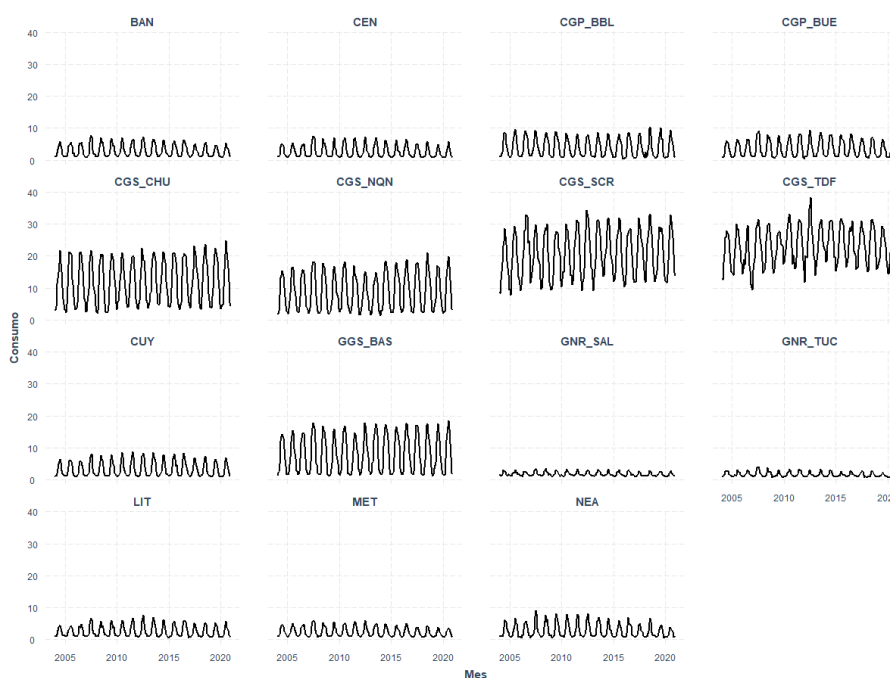 BAN CEN CGP_BBL CGP_BUE
40
30
20
10
0
CGS_CHU CGS_NQN CGS_SCR CGS_TDF
40
30
20
10
0
Consumo
CUY GGS_BAS GNR_SAL GNR_TUC
40
30
20
10
0
2005 2010 2015 202
LIT MET NEA
40
30
20
10
0
2005 2010 2015 2020 2005 2010 2015 2020 2005 2010 2015 2020
Mes